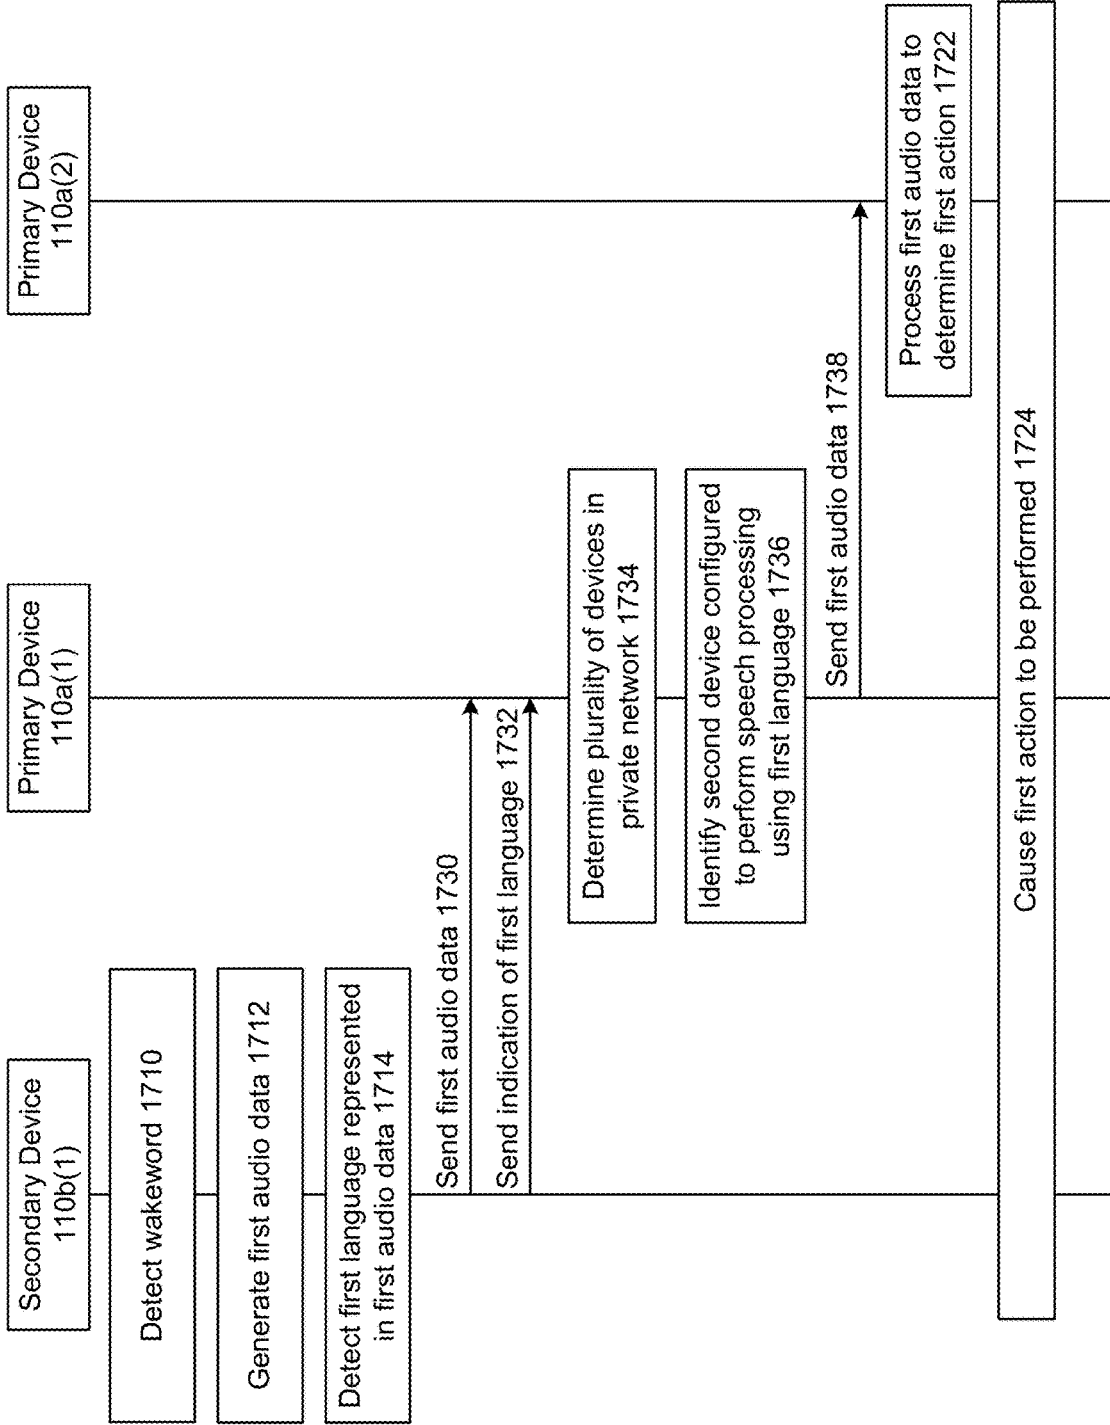 Secondary Device
110b(1)
Primary Device
110a(1)
Primary Device
110a(2)
Detect wakeword 1710
Generate first audio data 1712
Detect first language represented
in first audio data 1714
Send first audio data 1730
Send indication of first language 1732
Determine plurality of devices in
private network 1734
Identify second device configured
to perform speech processing
using first language 1736
Send first audio data 1738
Process first audio data to
determine first action 1722
Cause first action to be performed 1724